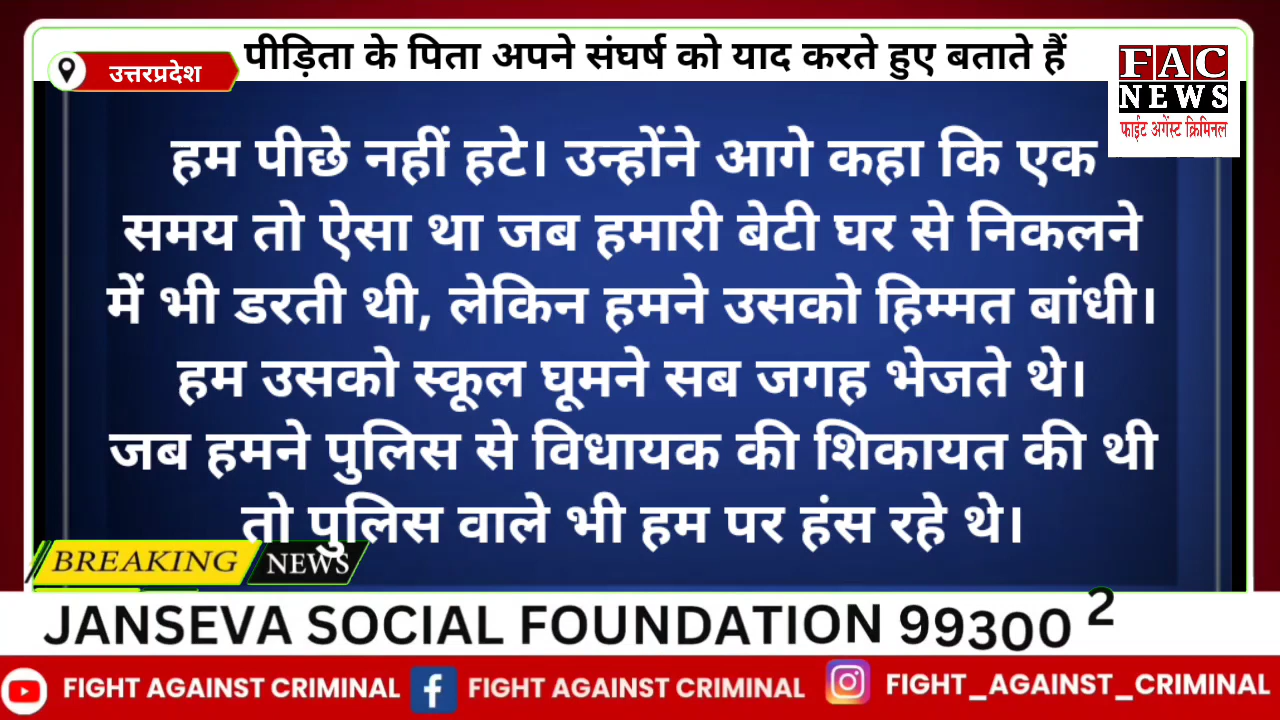 पीड़िता के पिता अपने संघर्ष को याद करते हुए बताते हैं
उत्तरप्रदेश
FAC
NEWS
फाईट अगेंस्ट क्रिमिनल
हम पीछे नहीं हटे। उन्होंने आगे कहा कि एक
समय तो ऐसा था जब हमारी बेटी घर से निकलने
में भी डरती थी, लेकिन हमने उसको हिम्मत बांधी।
हम उसको स्कूल घूमने सब जगह भेजते थे।
जब हमने पुलिस से विधायक की शिकायत की थी
तो पुलिस वाले भी हम पर हंस रहे थे।
BREAKING NEWS
JANSEVA SOCIAL FOUNDATION 99300 2
FIGHT AGAINST CRIMINAL FIGHT AGAINST CRIMINAL FIGHT_AGAINST_CRIMINAL